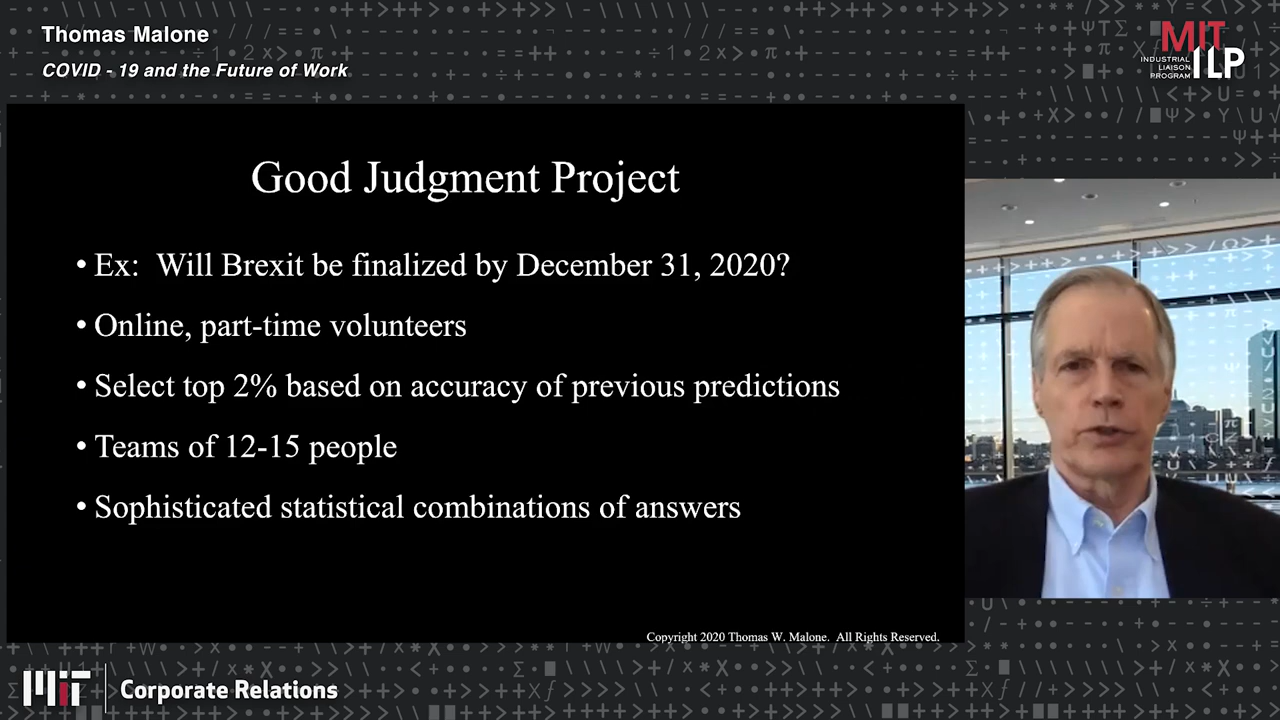 Thomas Malone
COVID - 19 and the Future of Work
MIT
INDUSTRIAL
LIAISON
PROGRAM
ILP
Good Judgment Project
• Ex:  Will Brexit be finalized by December 31, 2020?
• Online, part-time volunteers
• Select top 2% based on accuracy of previous predictions
• Teams of 12-15 people
• Sophisticated statistical combinations of answers
Copyright 2020 Thomas W. Malone.  All Rights Reserved.
MIT
Corporate Relations